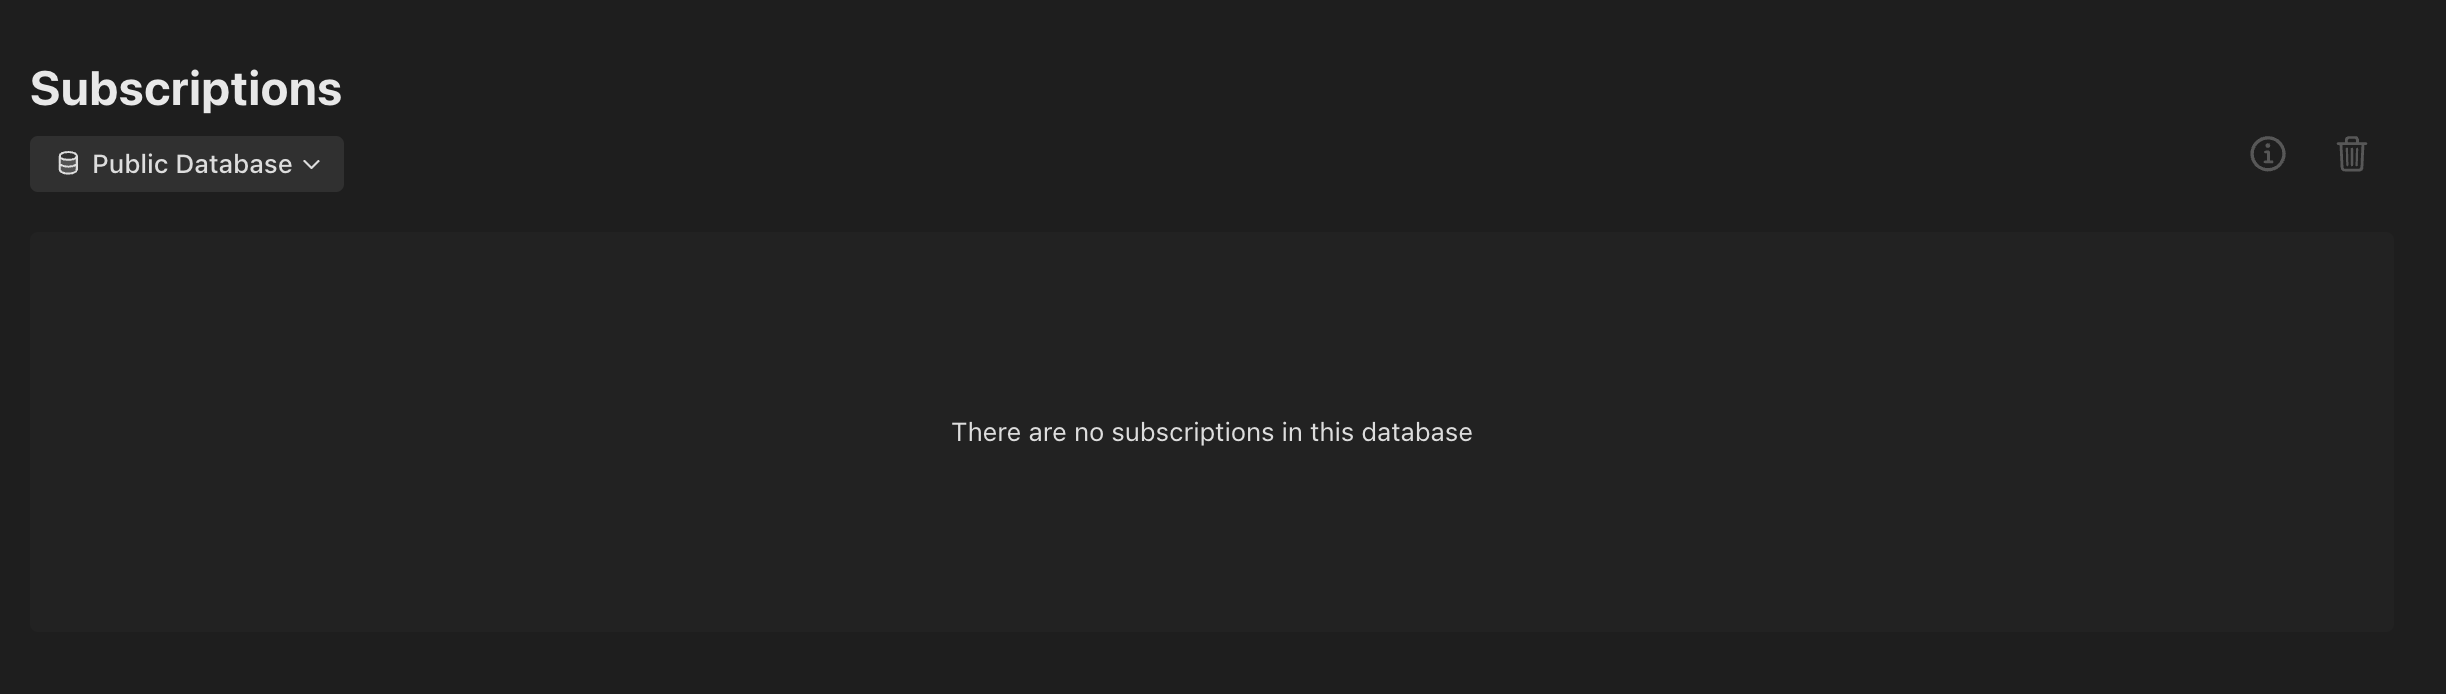 Subscriptions
Public Database
There are no subscriptions in this database